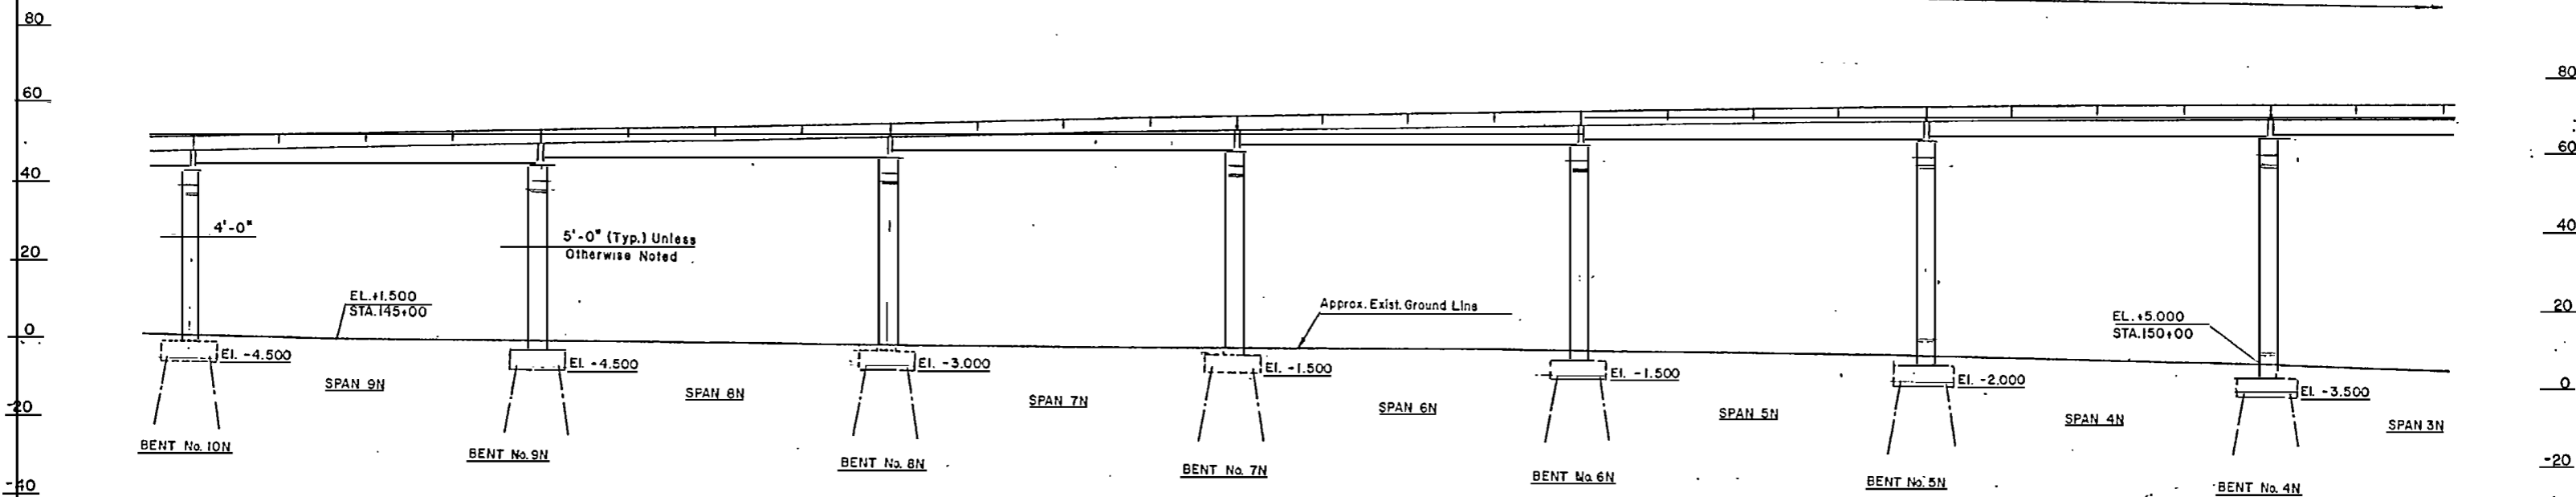 80
60
40
20
0
-20
-40
80
60
40
20
0
-20
4'-0"
5'-0" (Typ.) Unless
Otherwise Noted
EL.+1.500
STA.145+00
Approx. Exist. Ground Line
EL.+5.000
STA.150+00
El. -4.500
El. -4.500
El. -3.000
El. -1.500
El. -1.500
El. -2.000
El. -3.500
SPAN 9N
SPAN 8N
SPAN 7N
SPAN 6N
SPAN 5N
SPAN 4N
SPAN 3N
BENT No. 10N
BENT No. 9N
BENT No. 8N
BENT No. 7N
BENT No. 6N
BENT No. 5N
BENT No. 4N